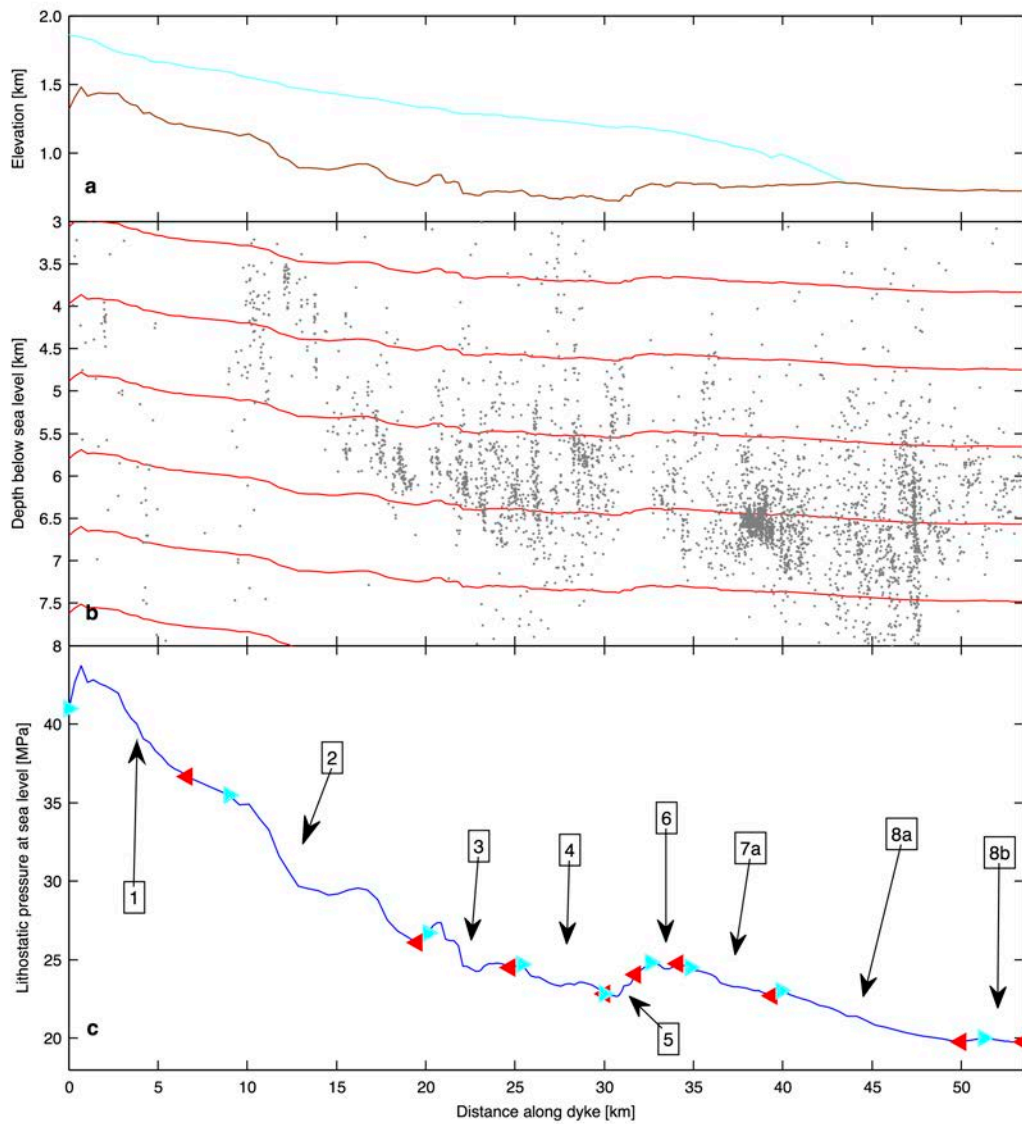 2.0
1.5
1.0
Elevation [km]
a
3
3.5
4
4.5
5
5.5
6
6.5
7
7.5
8
Depth below sea level [km]
b
40
35
30
25
20
Lithostatic pressure at sea level [MPa]
1
2
3
4
5
6
7a
8a
8b
c
0 5 10 15 20 25 30 35 40 45 50
Distance along dyke [km]